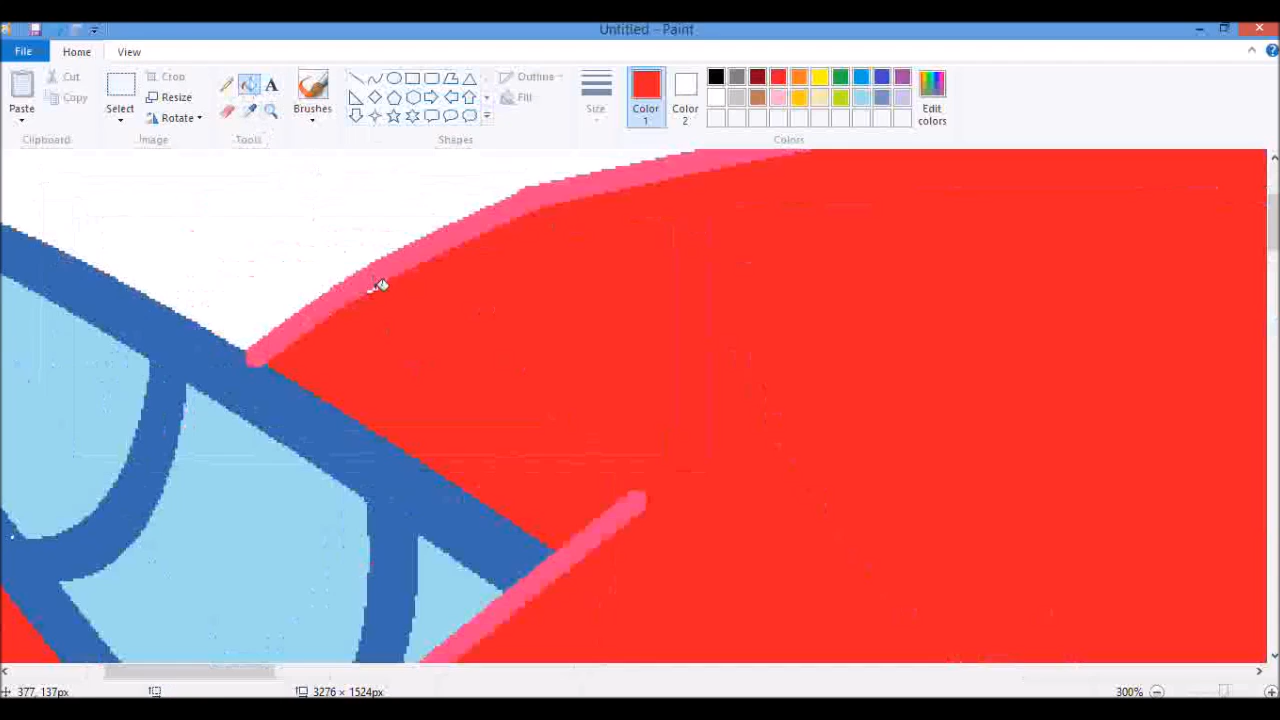 Untitled - Paint
File Home View
Paste
Cut
Copy
Clipboard
Select
Crop
Resize
Rotate
Image
A
Tools
Brushes
Outline
Fill
Shapes
Size
Color 1
Color 2
Edit colors
Colors
377, 137px
3276 × 1524px
300%